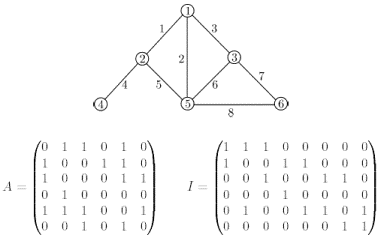 1
1 3
2 2 3
4 5 6 7
4 5 6
8
0 1 1 0 1 0 1 1 1 0 0 0 0 0
1 0 0 1 1 0 1 0 0 1 1 0 0 0
1 0 0 0 1 1 0 0 1 0 0 1 1 0
A = I =
0 1 0 0 0 0 0 0 0 1 0 0 0 0
1 1 1 0 0 1 0 1 0 0 1 1 0 1
0 0 1 0 1 0 0 0 0 0 0 0 1 1